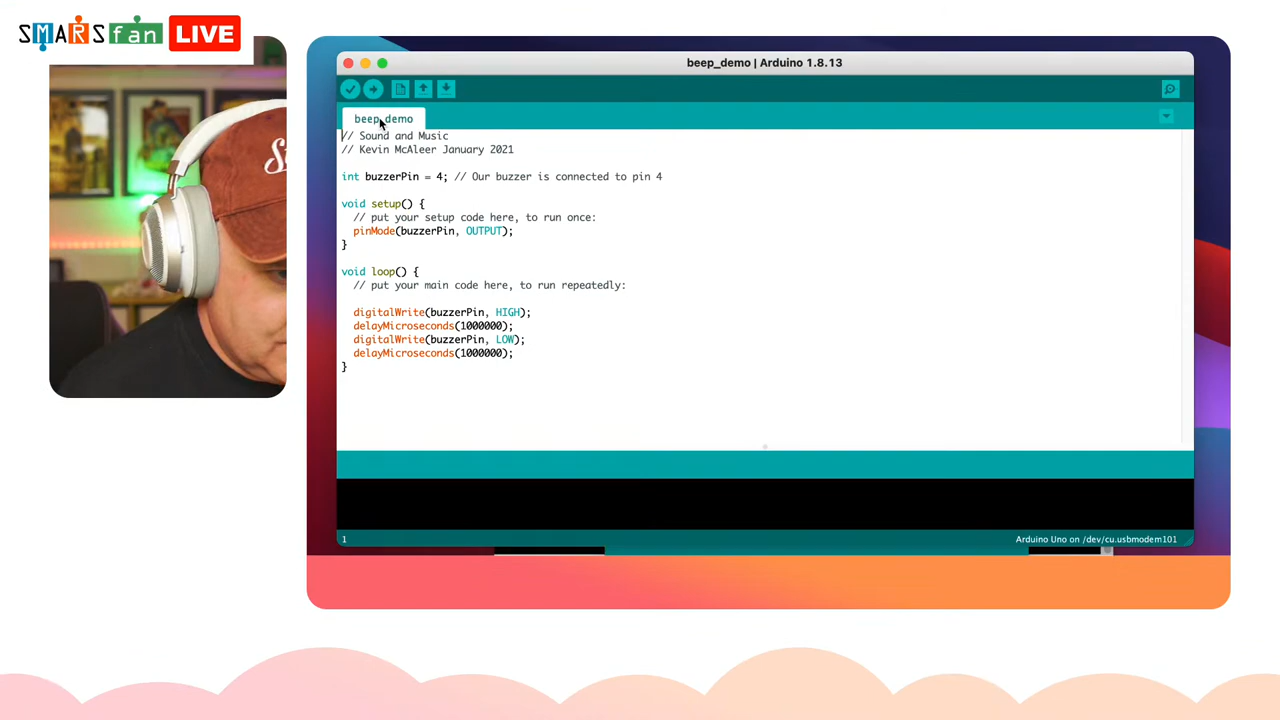 SMARS fan LIVE
beep_demo | Arduino 1.8.13
beep_demo
// Sound and Music
// Kevin McAleer January 2021
int buzzerPin = 4; // Our buzzer is connected to pin 4
void setup() {
// put your setup code here, to run once:
pinMode(buzzerPin, OUTPUT);
}
void loop() {
// put your main code here, to run repeatedly:
digitalWrite(buzzerPin, HIGH);
delayMicroseconds(1000000);
digitalWrite(buzzerPin, LOW);
delayMicroseconds(1000000);
}
1
Arduino Uno on /dev/cu.usbmodem101